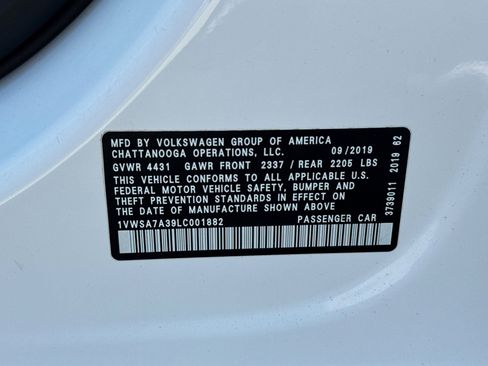 MFD BY VOLKSWAGEN GROUP OF AMERICA
CHATTANOOGA OPERATIONS, LLC. 09/2019
GVWR 4431 GAWR FRONT 2337 / REAR 2205 LBS
THIS VEHICLE CONFORMS TO ALL APPLICABLE U.S.
FEDERAL MOTOR VEHICLE SAFETY, BUMPER AND
THEFT PREVENTION STANDARDS IN EFFECT ON
THE DATE OF MANUFACTURE SHOWN ABOVE
1VWSA7A39LC001882 PASSENGER CAR
3739011 2019 62